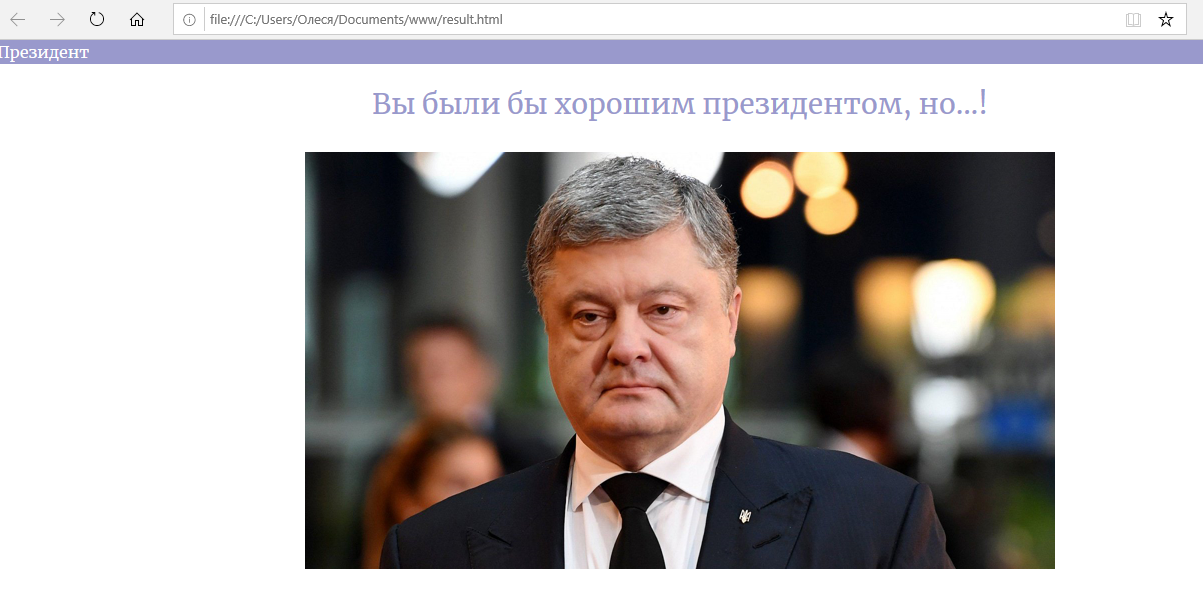 file:///C:/Users/Олеся/Documents/www/result.html
Президент
Вы были бы хорошим президентом, но...!